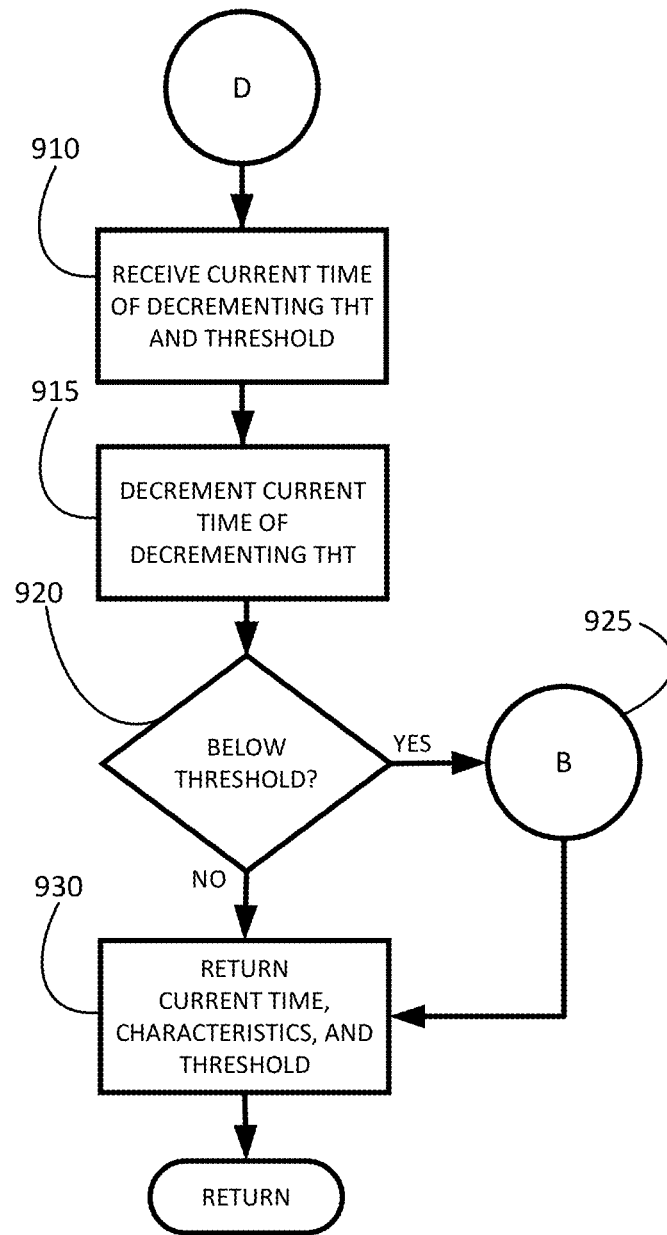 D
910
RECEIVE CURRENT TIME
OF DECREMENTING THT
AND THRESHOLD
915
DECREMENT CURRENT
TIME OF
DECREMENTING THT
920
925
BELOW
THRESHOLD?
YES
B
NO
930
RETURN
CURRENT TIME,
CHARACTERISTICS, AND
THRESHOLD
RETURN